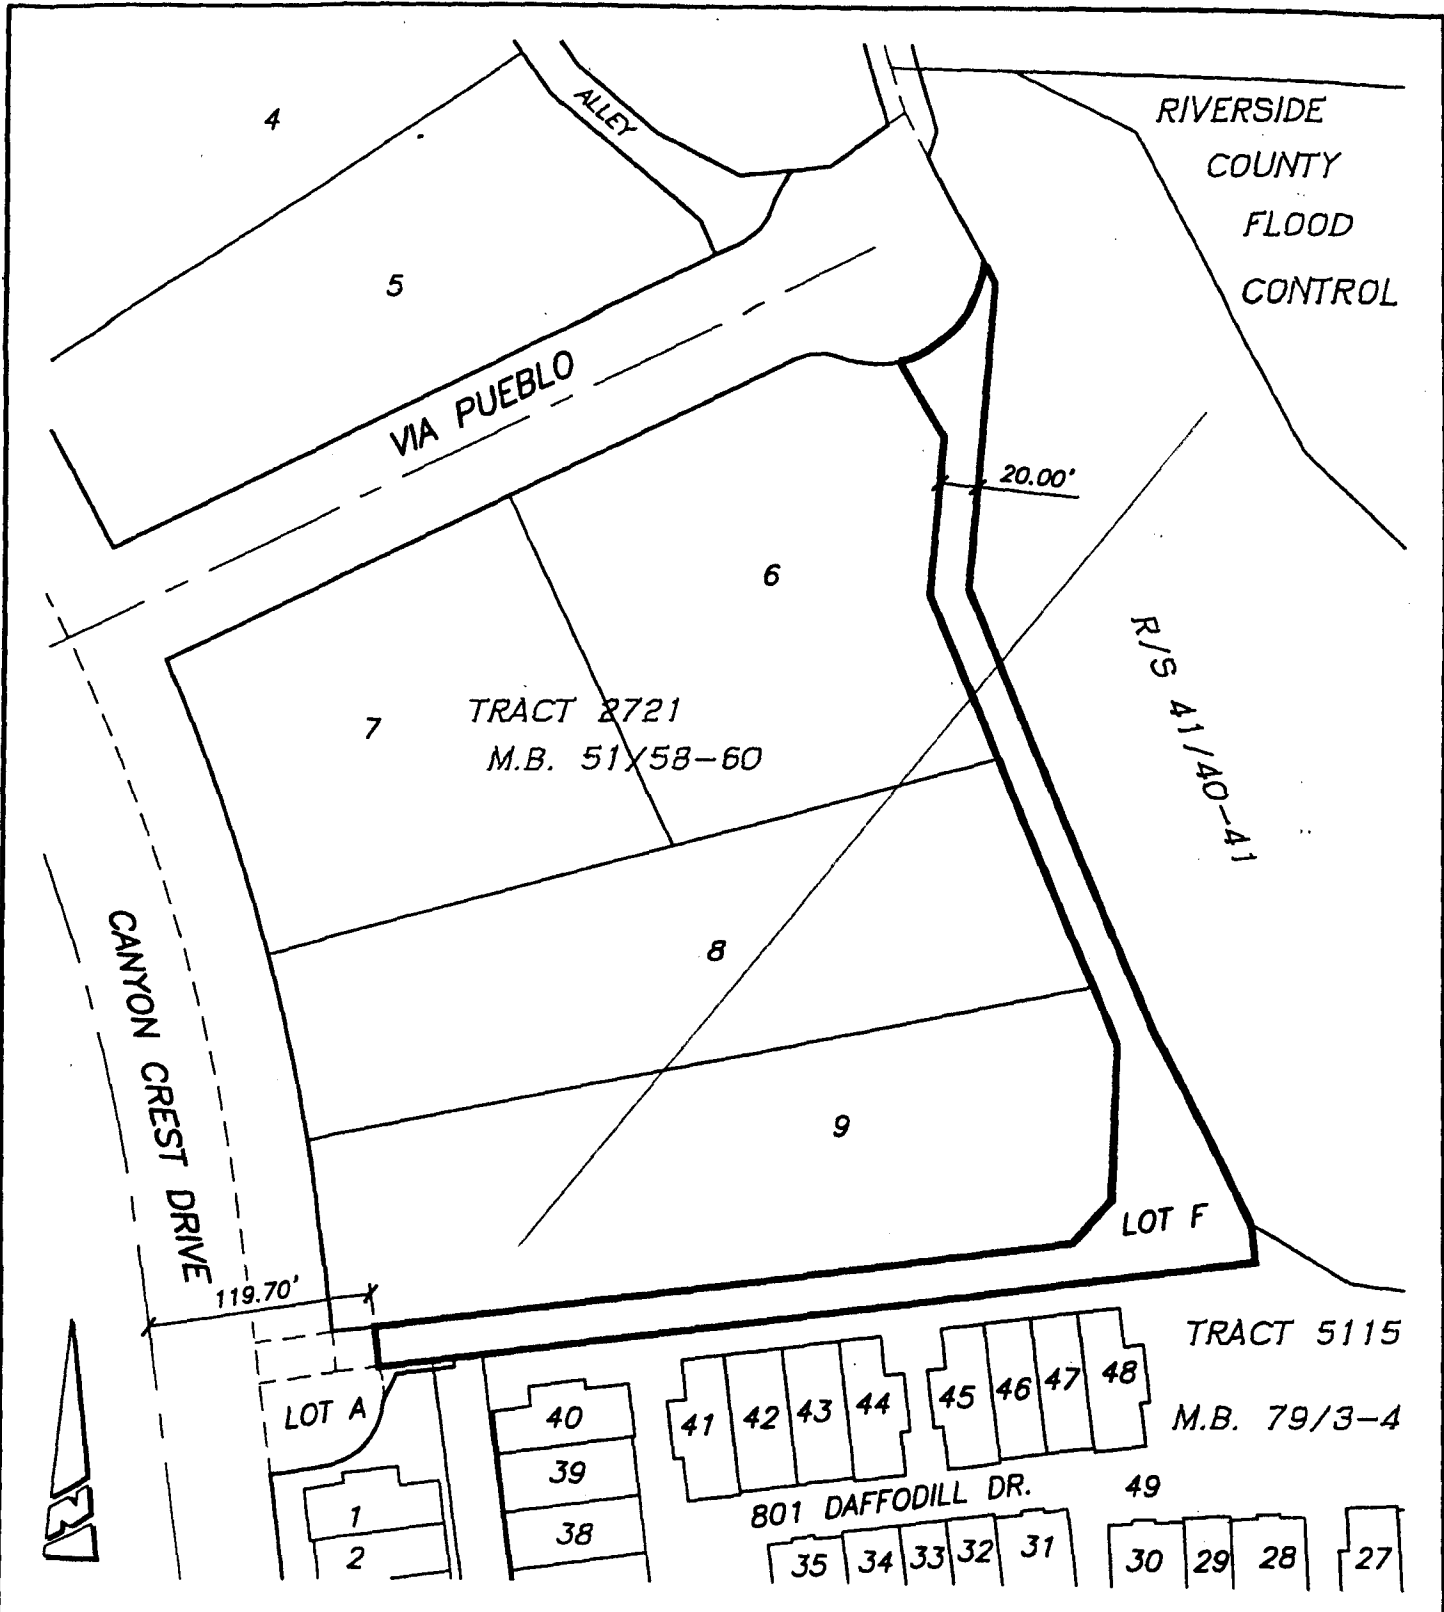 4
ALLEY
RIVERSIDE
COUNTY
FLOOD
CONTROL
5
VIA PUEBLO
20.00'
6
7
TRACT 2721
M.B. 51/58-60
R/S 41/40-41
8
CANYON CREST DRIVE
9
LOT F
119.70'
TRACT 5115
M.B. 79/3-4
LOT A
40
41
42
43
44
45
46
47
48
39
38
1
2
801 DAFFODILL DR.
49
35
34
33
32
31
30
29
28
27
N